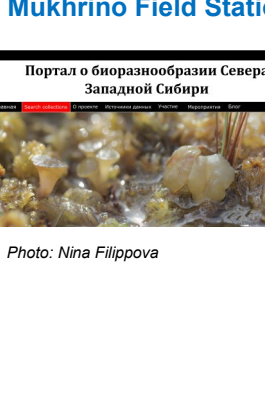 Mukhrino Field Statio
Портал о биоразнообразии Севера
Западной Сибири
авная Search collections О проекте Источники данных Участие Мероприятия Блог
Photo: Nina Filippova